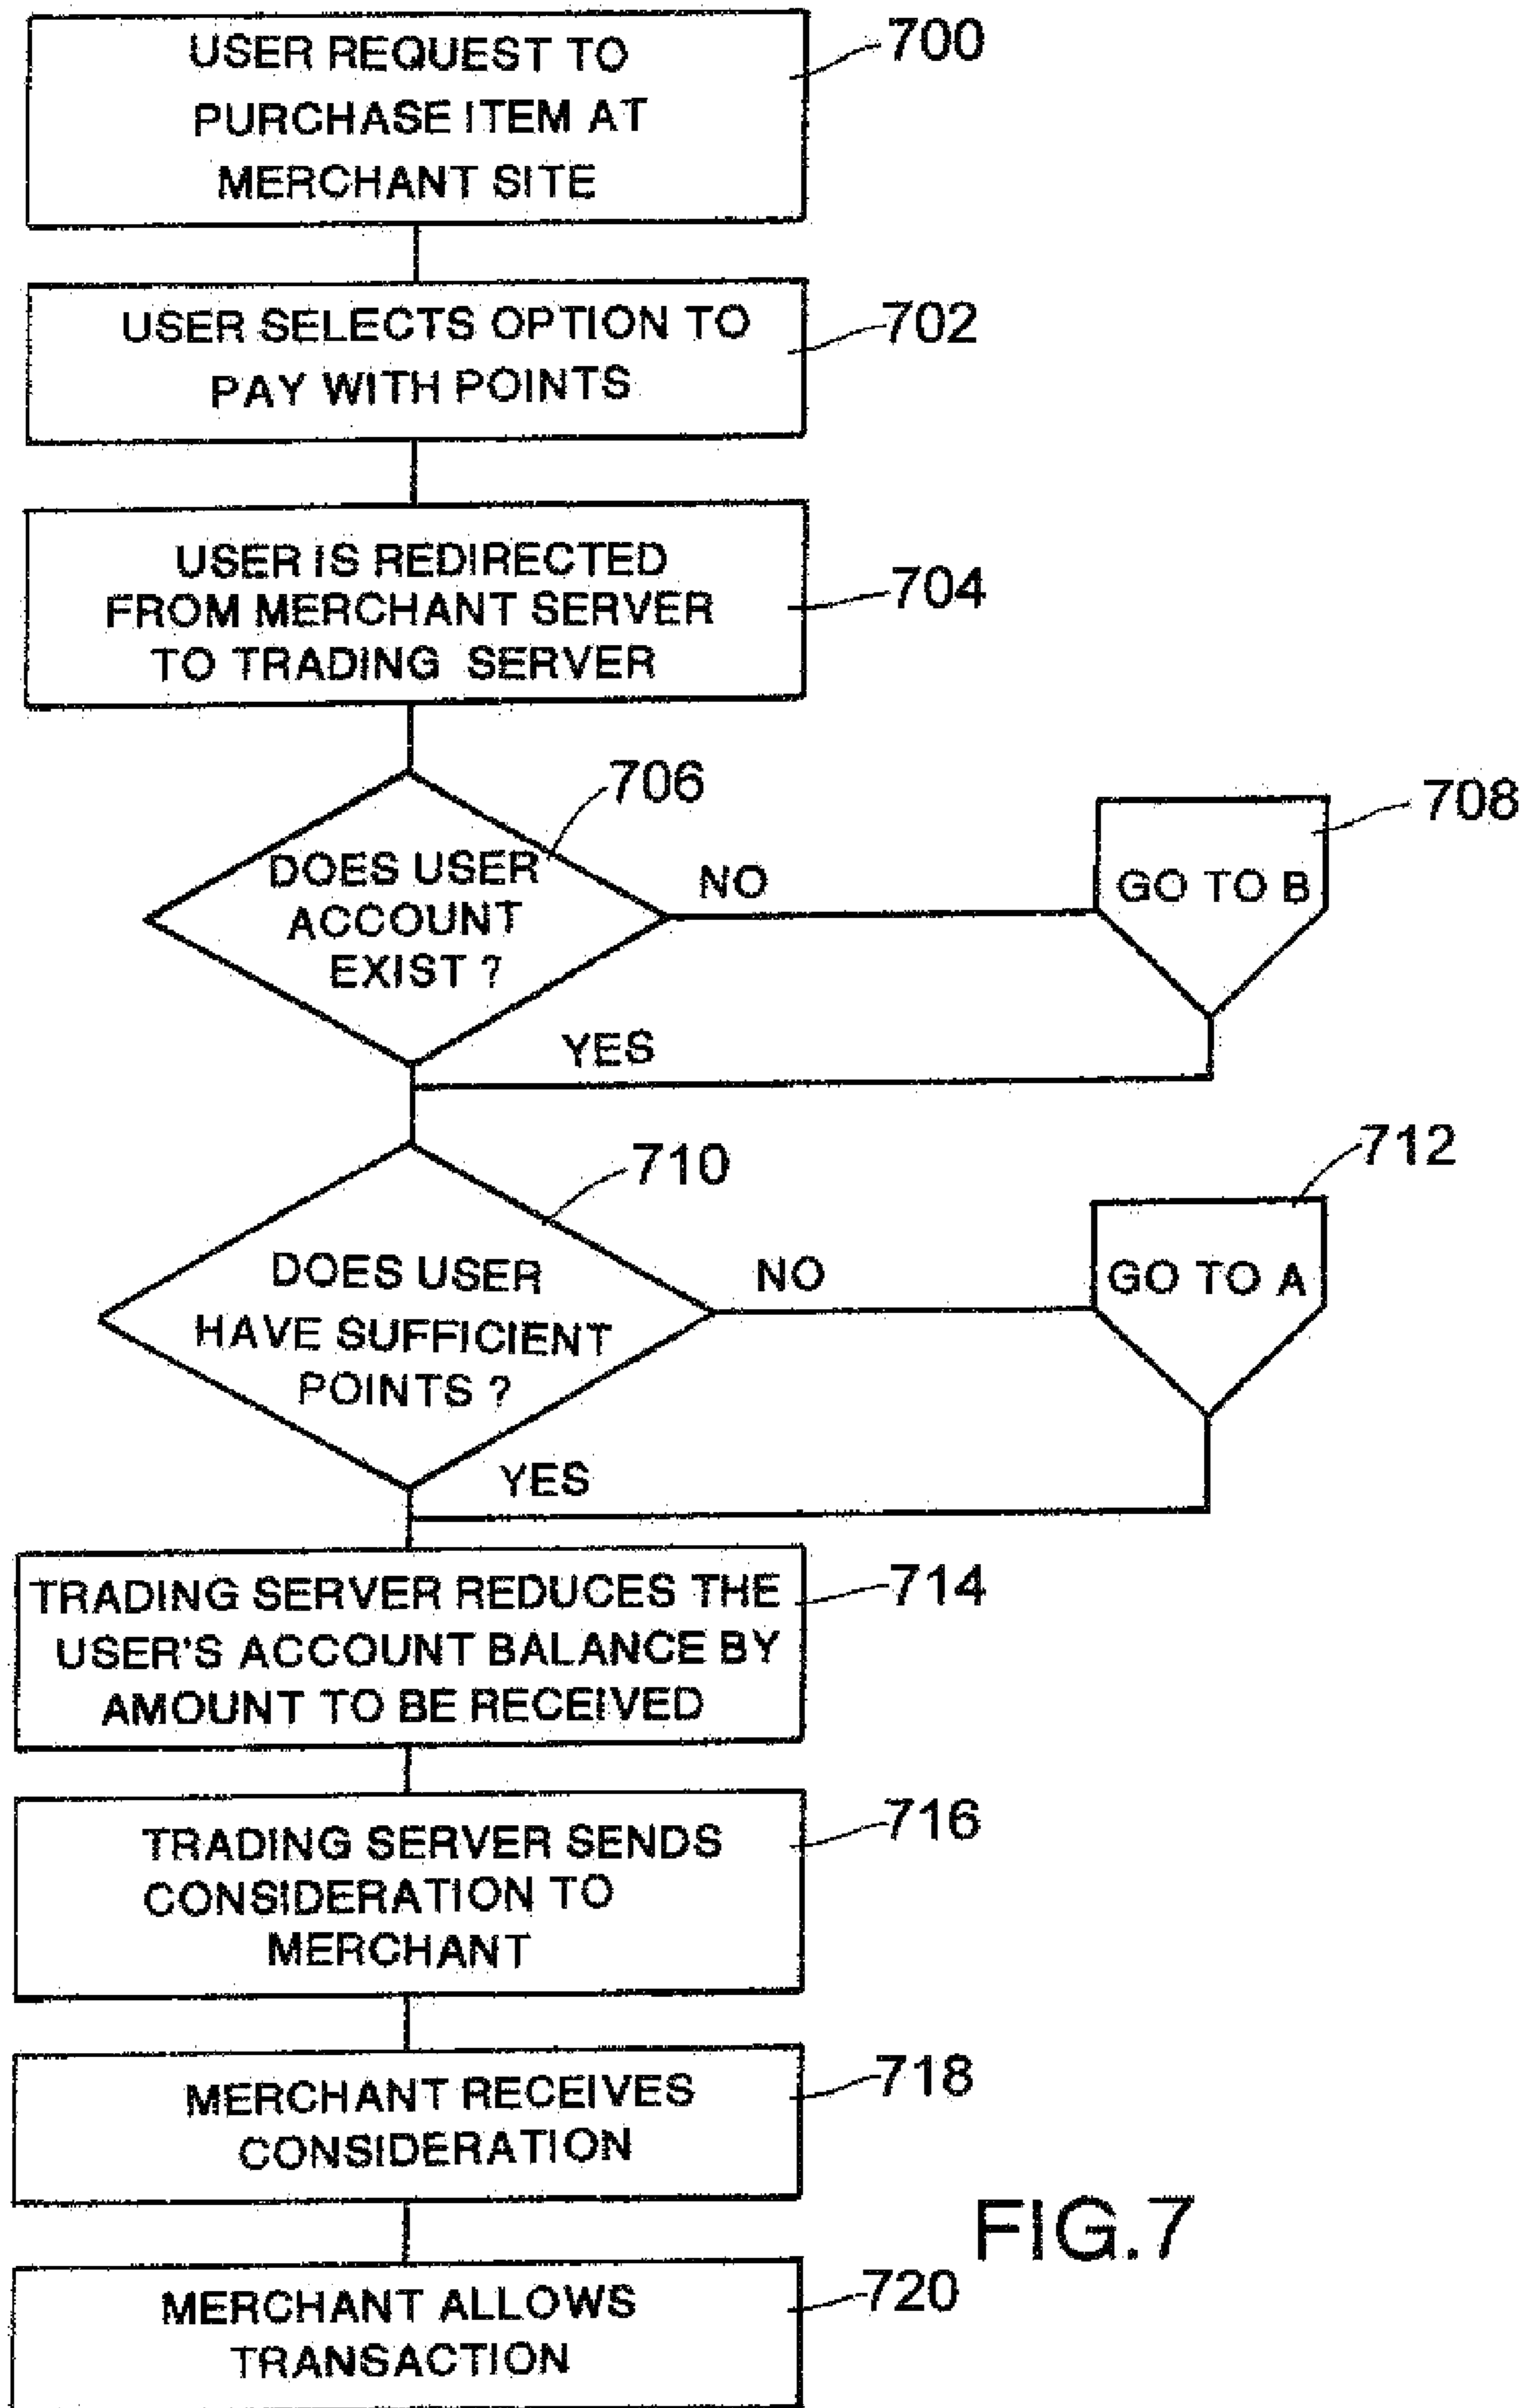 USER REQUEST TO
PURCHASE ITEM AT
MERCHANT SITE
700
USER SELECTS OPTION TO
PAY WITH POINTS
702
USER IS REDIRECTED
FROM MERCHANT SERVER
TO TRADING SERVER
704
DOES USER
ACCOUNT
EXIST ?
706
NO
GO TO B
708
YES
DOES USER
HAVE SUFFICIENT
POINTS ?
710
NO
GO TO A
712
YES
TRADING SERVER REDUCES THE
USER'S ACCOUNT BALANCE BY
AMOUNT TO BE RECEIVED
714
TRADING SERVER SENDS
CONSIDERATION TO
MERCHANT
716
MERCHANT RECEIVES
CONSIDERATION
718
MERCHANT ALLOWS
TRANSACTION
720
FIG.7